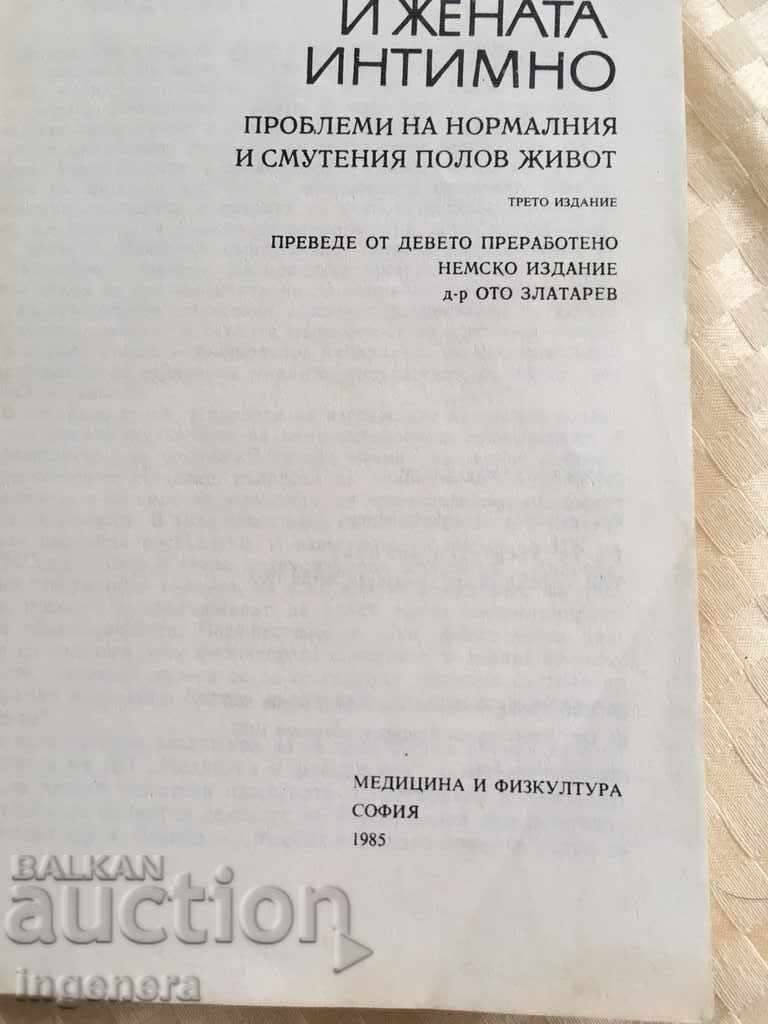 И ЖЕНАТА
ИНТИМНО
ПРОБЛЕМИ НА НОРМАЛНИЯ
И СМУТЕНИЯ ПОЛОВ ЖИВОТ
ТРЕТО ИЗДАНИЕ
ПРЕВЕДЕ ОТ ДЕВЕТО ПРЕРАБОТЕНО
НЕМСКО ИЗДАНИЕ
д-р ОТО ЗЛАТАРЕВ
МЕДИЦИНА И ФИЗКУЛТУРА
СОФИЯ
1985
BALKAN
auction
ingenera